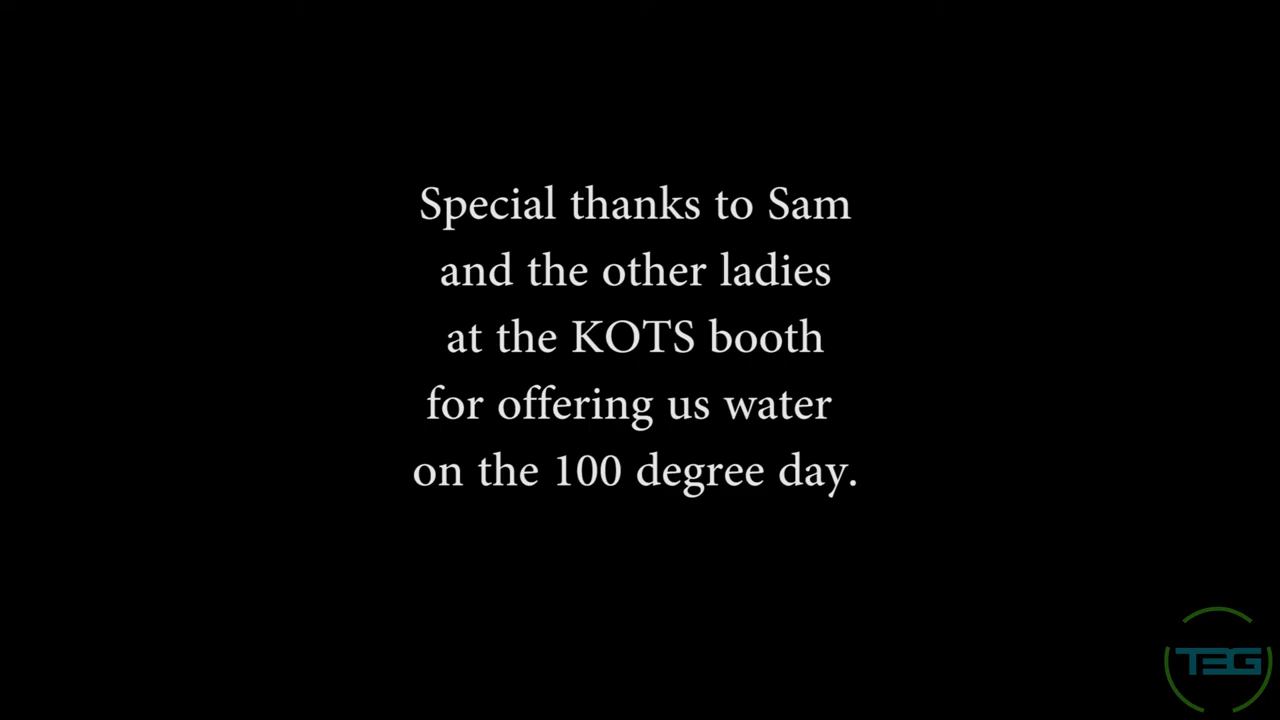 Special thanks to Sam
and the other ladies
at the KOTS booth
for offering us water
on the 100 degree day.
TBG